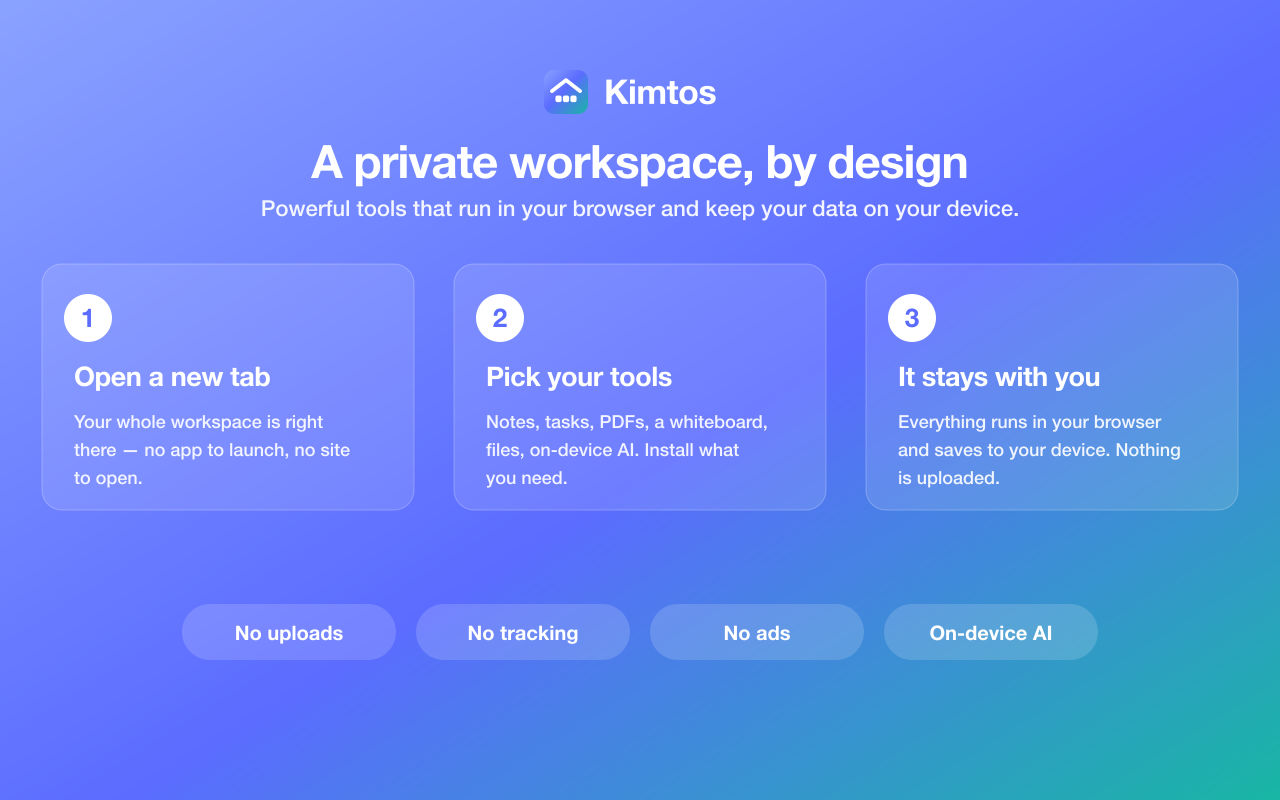 Kimtos
A private workspace, by design
Powerful tools that run in your browser and keep your data on your device.
1
Open a new tab
Your whole workspace is right
there — no app to launch, no site
to open.
2
Pick your tools
Notes, tasks, PDFs, a whiteboard,
files, on-device AI. Install what
you need.
3
It stays with you
Everything runs in your browser
and saves to your device. Nothing
is uploaded.
No uploads
No tracking
No ads
On-device AI